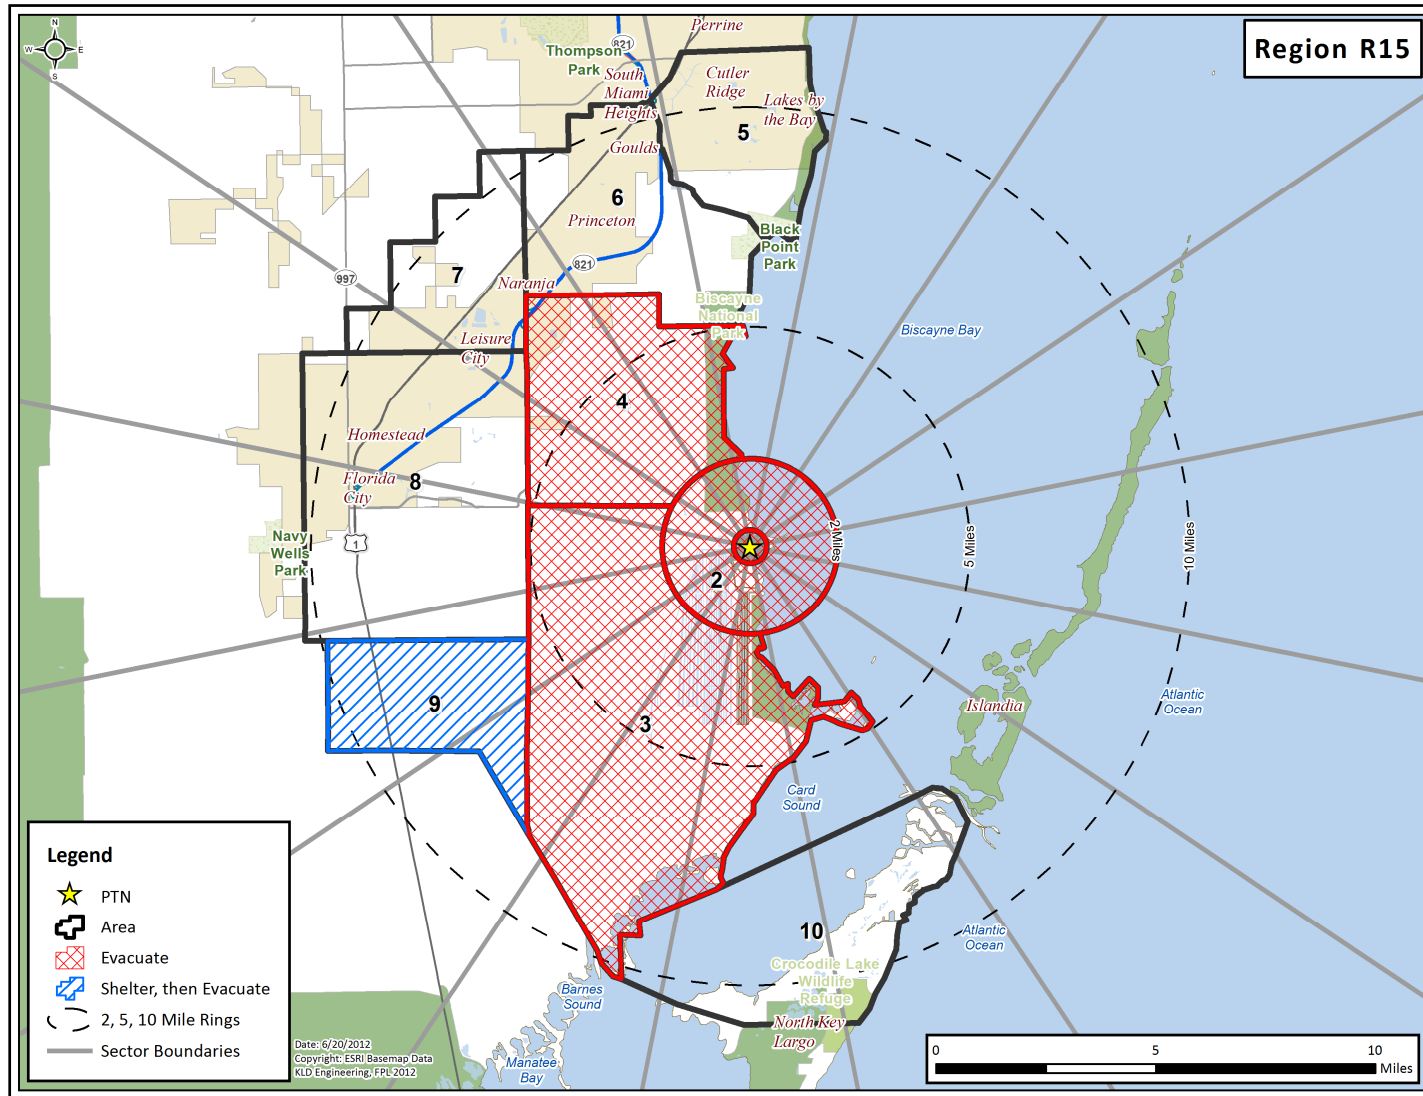 Region R15
N
W E
S
Perrine
821
Thompson
Park
South
Miami
Heights
Cutler
Ridge
Lakes by
the Bay
5
Goulds
6
Princeton
Black
Point
Park
821
7
997
Naranja
Biscayne
National
Park
Biscayne Bay
Leisure
City
4
Homestead
8
Florida
City
Navy
Wells
Park
1
2 Miles
5 Miles
10 Miles
2
9
3
Islandia
Atlantic
Ocean
Card
Sound
10
Atlantic
Ocean
Crocodile Lake
Wildlife
Refuge
Barnes
Sound
North Key
Largo
Manatee
Bay
Legend
PTN
Area
Evacuate
Shelter, then Evacuate
2, 5, 10 Mile Rings
Sector Boundaries
Date: 6/20/2012
Copyright: ESRI Basemap Data
KLD Engineering, FPL 2012
0 5 10
Miles